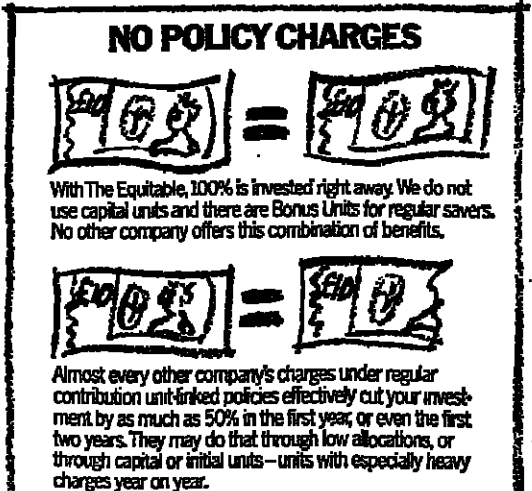 NO POLICY CHARGES
£10 £10
With The Equitable, 100% is invested right away. We do not
use capital units and there are Bonus Units for regular savers.
No other company offers this combination of benefits.
£10 £10
Almost every other company's charges under regular
contribution unit-linked policies effectively cut your invest-
ment by as much as 50% in the first year, or even the first
two years. They may do that through low allocations, or
through capital or initial units—units with especially heavy
charges year on year.